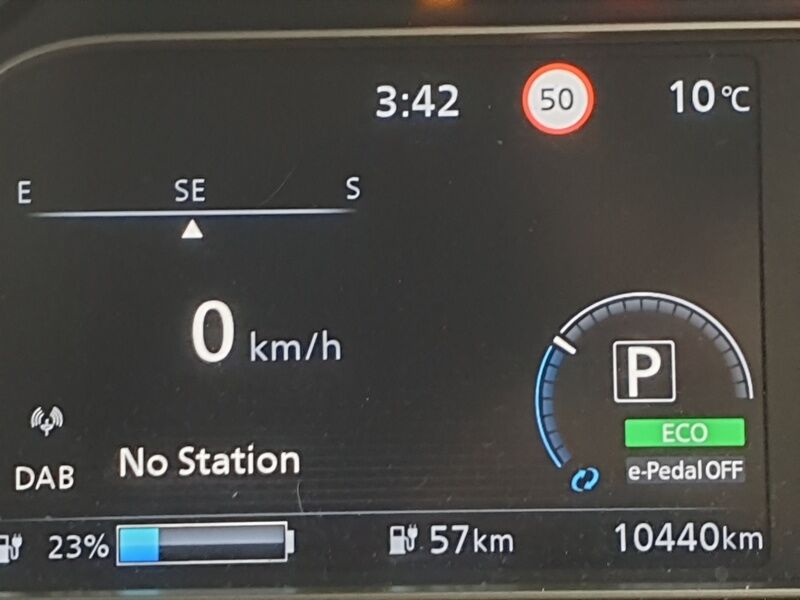 3:42 50 10°C
E SE S
0 km/h
P
ECO
DAB No Station e-Pedal OFF
23% 57km 10440km